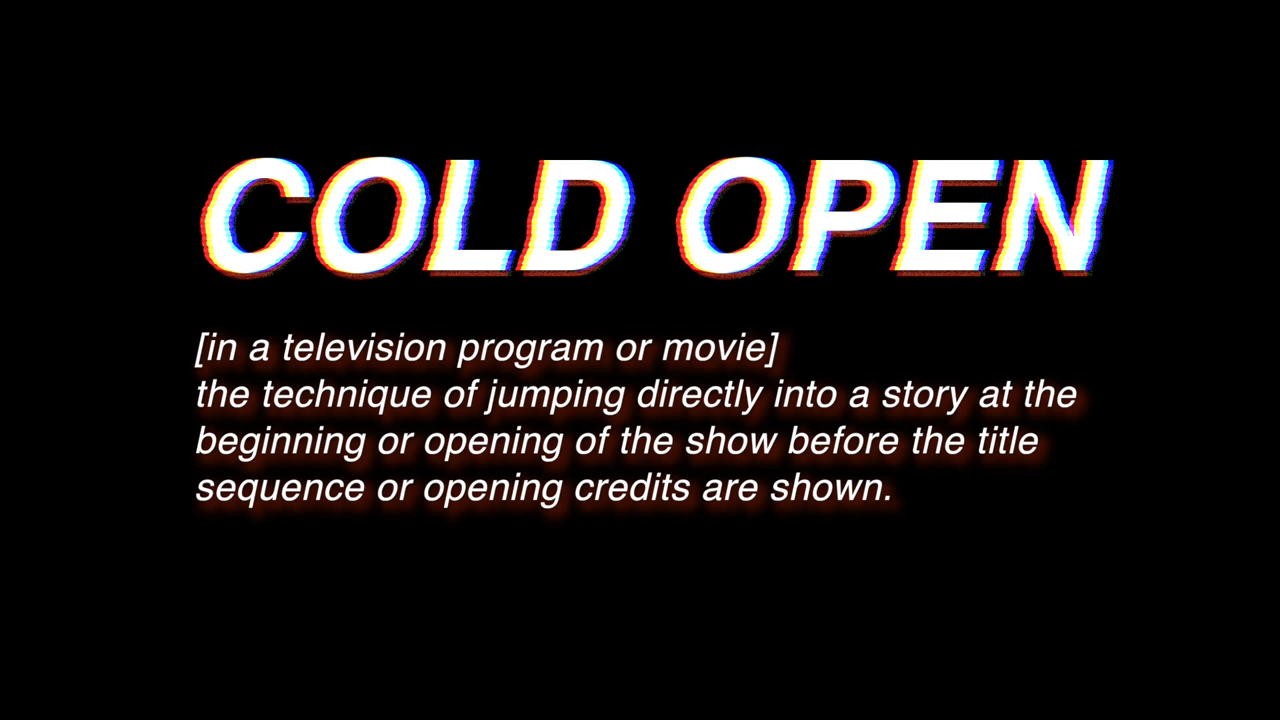 COLD OPEN
[in a television program or movie]
the technique of jumping directly into a story at the
beginning or opening of the show before the title
sequence or opening credits are shown.